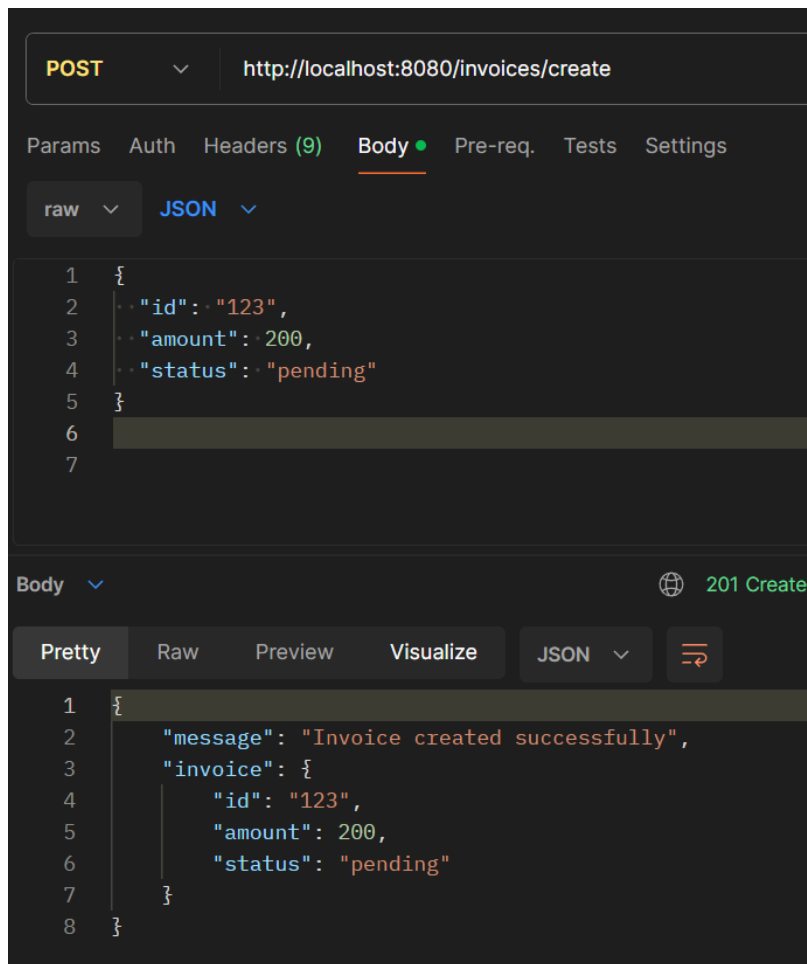 POST http://localhost:8080/invoices/create
Params Auth Headers (9) Body Pre-req. Tests Settings
raw JSON
1 {
2 "id": "123",
3 "amount": 200,
4 "status": "pending"
5 }
6
7
Body 201 Create
Pretty Raw Preview Visualize JSON
1 {
2 "message": "Invoice created successfully",
3 "invoice": {
4 "id": "123",
5 "amount": 200,
6 "status": "pending"
7 }
8 }